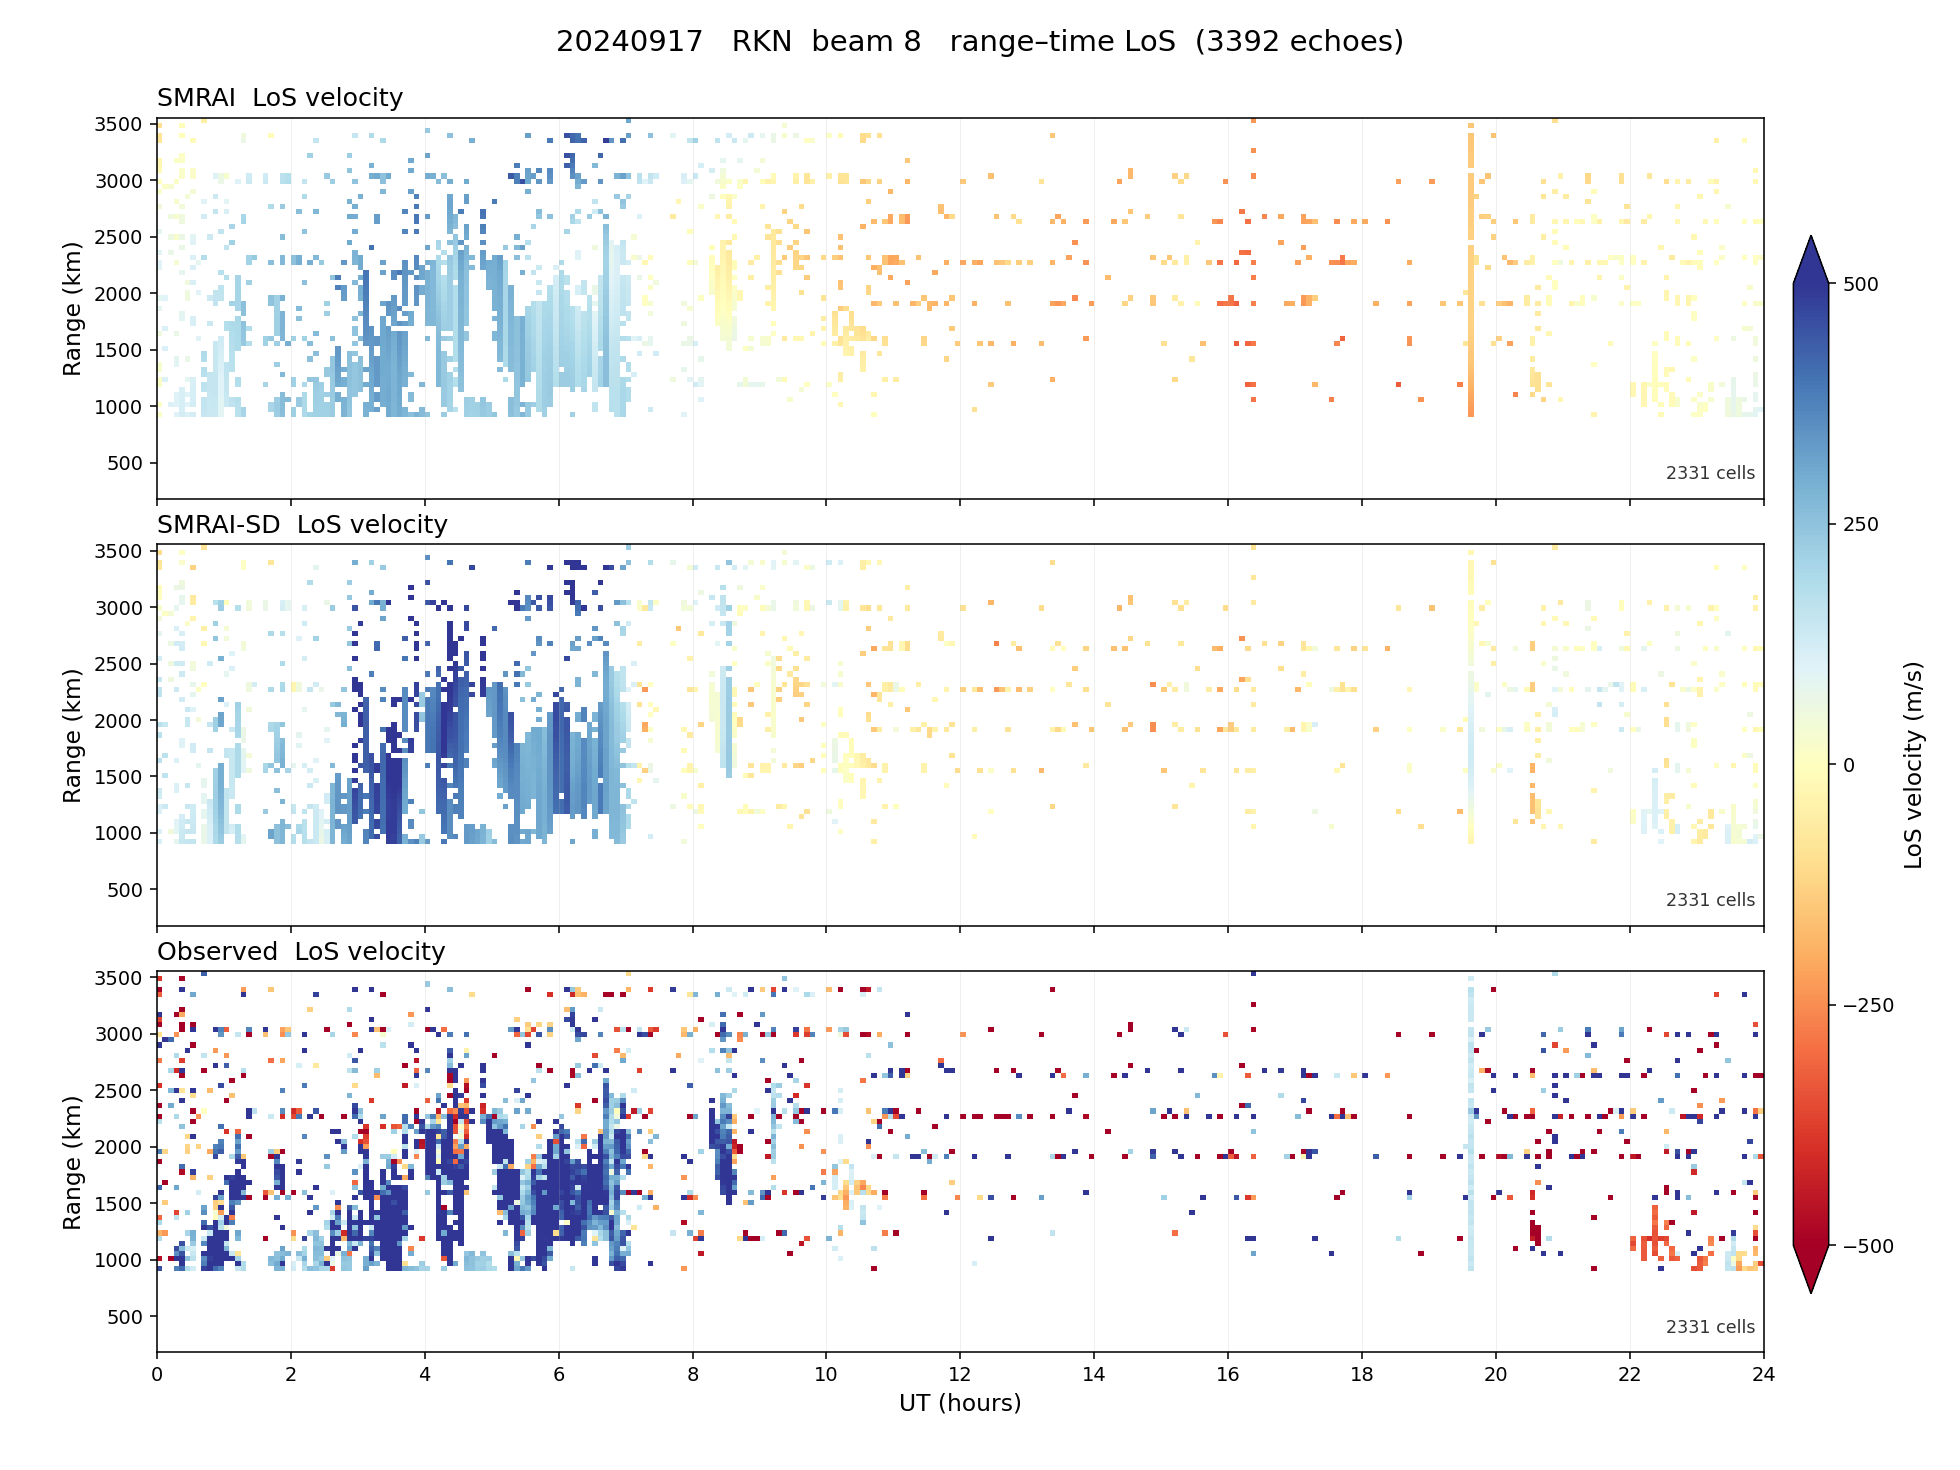 20240917   RKN  beam 8   range–time LoS  (3392 echoes)
SMRAI  LoS velocity
3500
3000
2500
2000
1500
1000
500
Range (km)
2331 cells
SMRAI-SD  LoS velocity
3500
3000
2500
2000
1500
1000
500
Range (km)
2331 cells
Observed  LoS velocity
3500
3000
2500
2000
1500
1000
500
Range (km)
2331 cells
0 2 4 6 8 10 12 14 16 18 20 22 24
UT (hours)
500
250
0
−250
−500
LoS velocity (m/s)